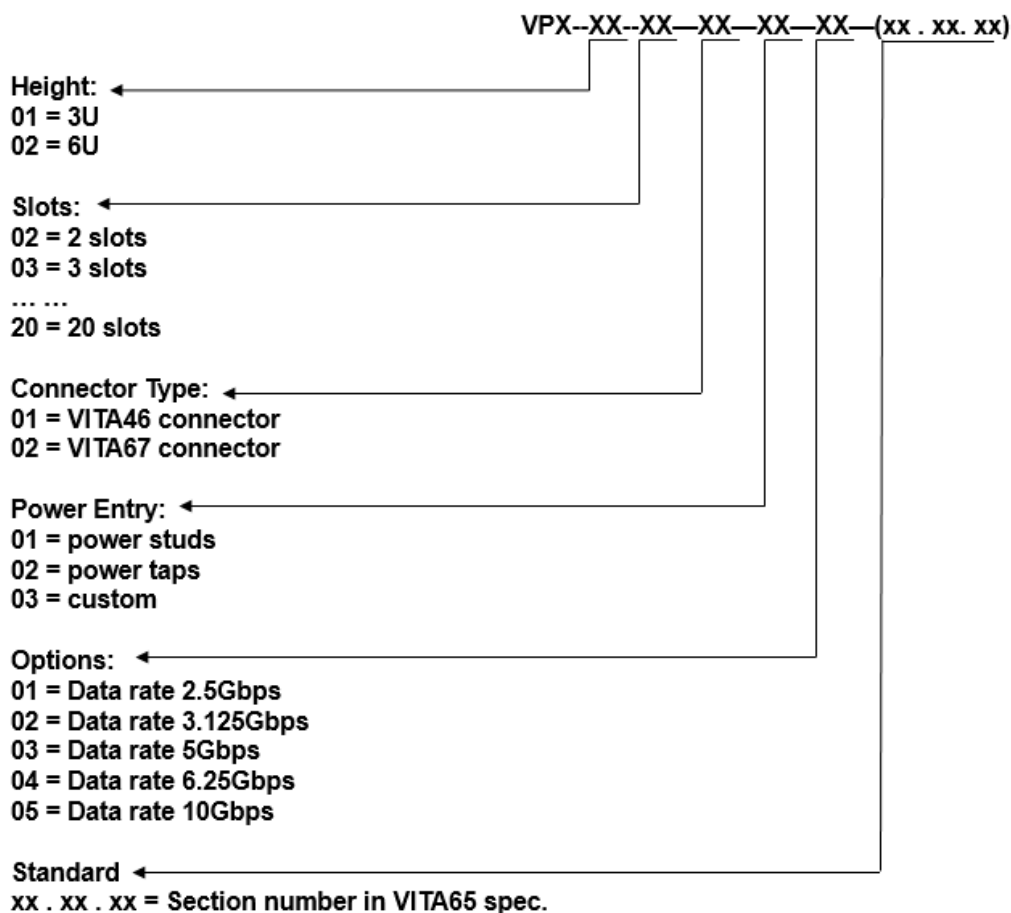 VPX--XX--XX—XX—XX—XX—(xx . xx. xx)
Height:
01 = 3U
02 = 6U
Slots:
02 = 2 slots
03 = 3 slots
... ...
20 = 20 slots
Connector Type:
01 = VITA46 connector
02 = VITA67 connector
Power Entry:
01 = power studs
02 = power taps
03 = custom
Options:
01 = Data rate 2.5Gbps
02 = Data rate 3.125Gbps
03 = Data rate 5Gbps
04 = Data rate 6.25Gbps
05 = Data rate 10Gbps
Standard
xx . xx . xx = Section number in VITA65 spec.